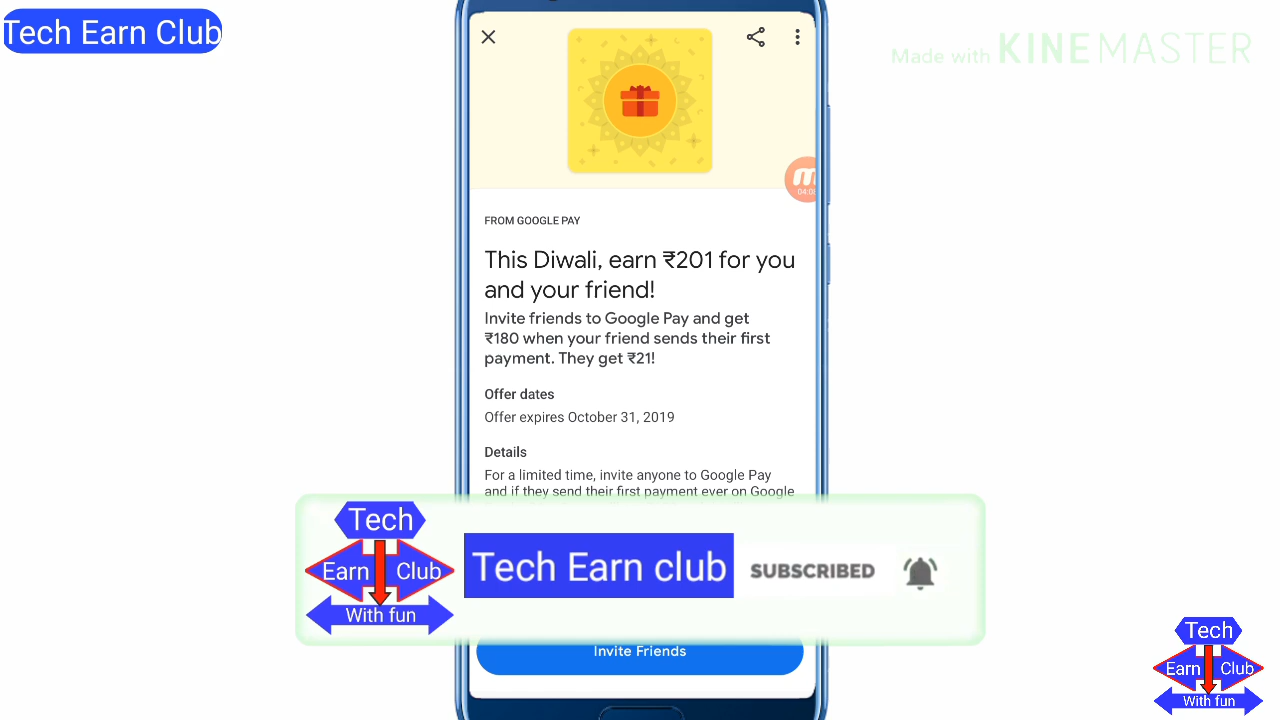 Tech Earn Club
Made with KINEMASTER
FROM GOOGLE PAY
This Diwali, earn ₹201 for you
and your friend!
Invite friends to Google Pay and get
₹180 when your friend sends their first
payment. They get ₹21!
Offer dates
Offer expires October 31, 2019
Details
For a limited time, invite anyone to Google Pay
and if they send their first payment ever on Google
Tech
Earn Club
With fun
Tech Earn club
SUBSCRIBED
Invite Friends
Tech
Earn Club
With fun